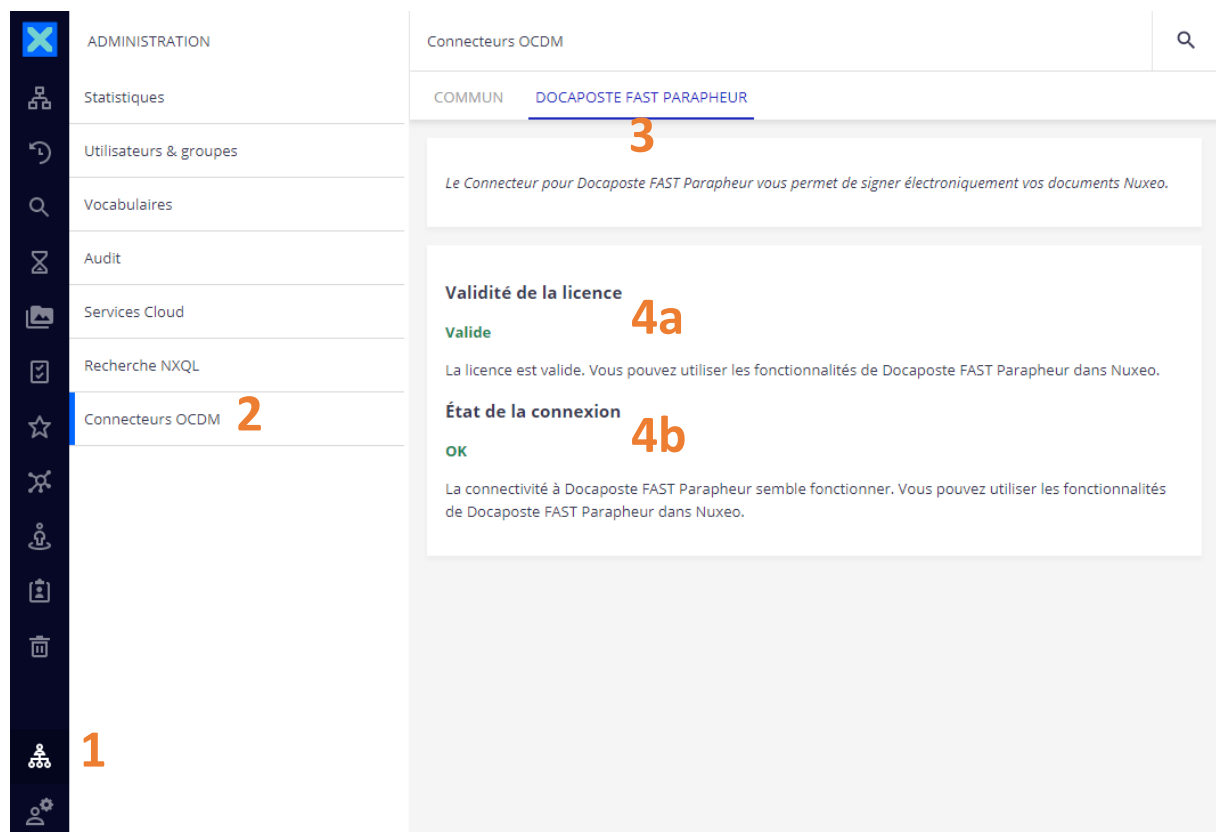 ADMINISTRATION
Statistiques
Utilisateurs & groupes
Vocabulaires
Audit
Services Cloud
Recherche NXQL
Connecteurs OCDM 2
1
Connecteurs OCDM
COMMUN DOCAPOSTE FAST PARAPHEUR
3
Le Connecteur pour Docaposte FAST Parapheur vous permet de signer électroniquement vos documents Nuxeo.
Validité de la licence
4a
Valide
La licence est valide. Vous pouvez utiliser les fonctionnalités de Docaposte FAST Parapheur dans Nuxeo.
État de la connexion
4b
OK
La connectivité à Docaposte FAST Parapheur semble fonctionner. Vous pouvez utiliser les fonctionnalités
de Docaposte FAST Parapheur dans Nuxeo.